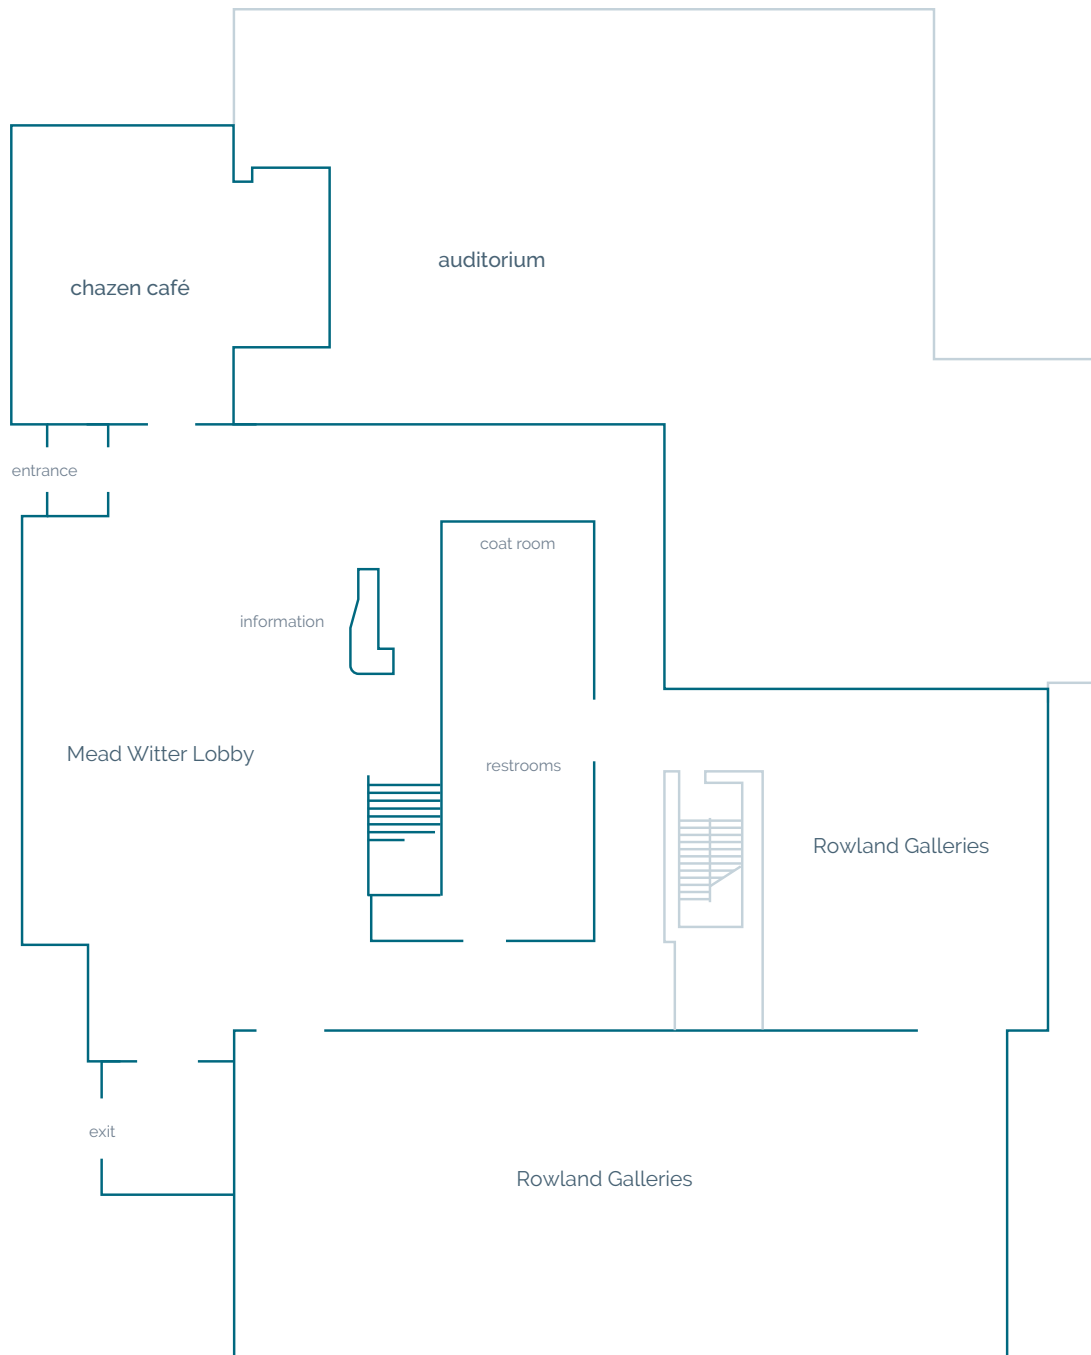 auditorium
chazen café
entrance
coat room
information
Mead Witter Lobby
restrooms
Rowland Galleries
exit
Rowland Galleries